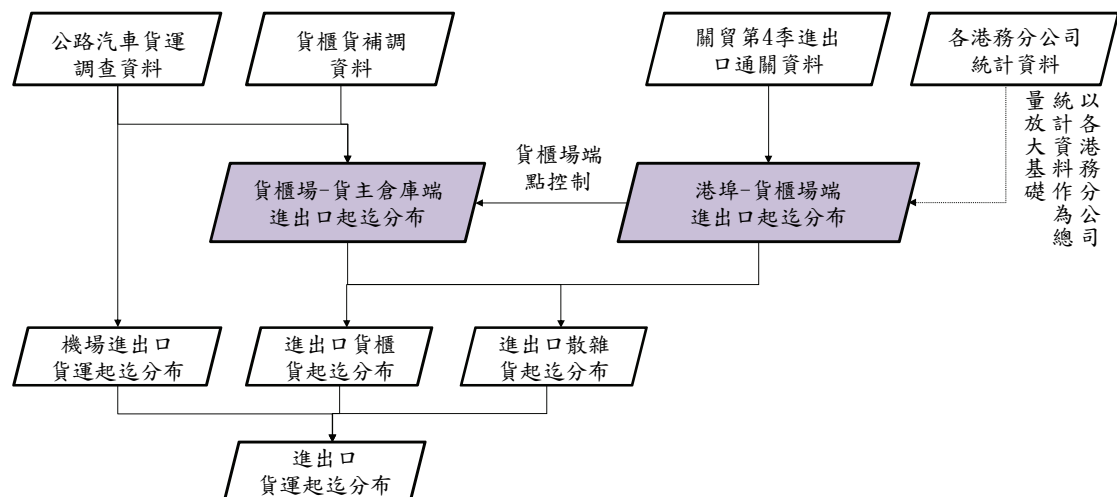 公路汽車貨運
調查資料
貨櫃貨補調
資料
關貿第4季進出
口通關資料
各港務分公司
統計資料
以各港務分公司
統計資料作為總
量放大基礎
貨櫃場端
點控制
貨櫃場-貨主倉庫端
進出口起迄分布
港埠-貨櫃場端
進出口起迄分布
機場進出口
貨運起迄分布
進出口貨櫃
貨起迄分布
進出口散雜
貨起迄分布
進出口
貨運起迄分布